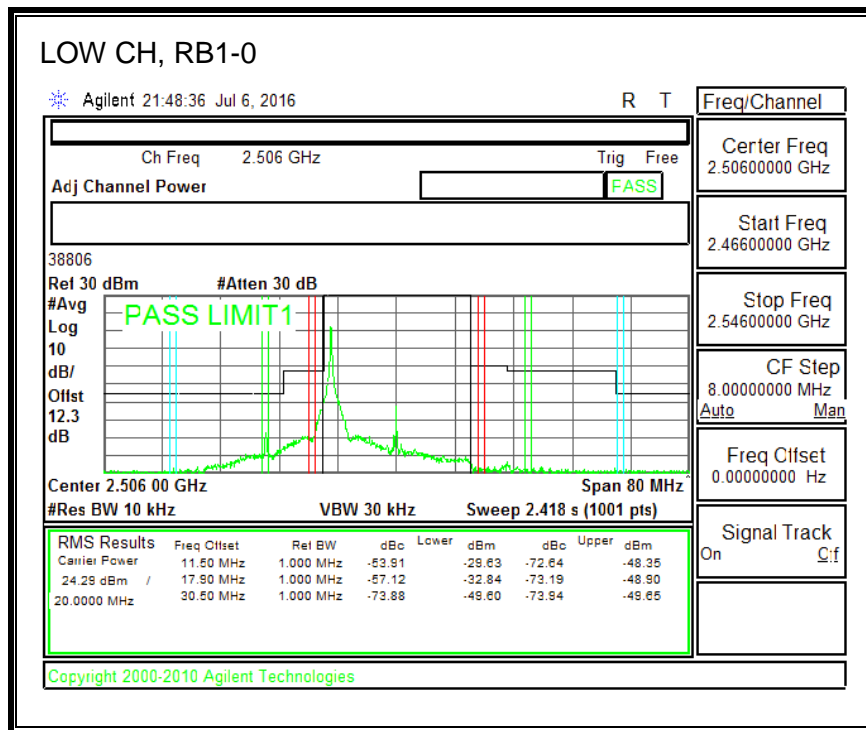 LOW CH, RB1-0
Agilent 21:48:36 Jul 6, 2016 R T
Freq/Channel
Ch Freq 2.506 GHz Trig Free
Adj Channel Power PASS
Center Freq
2.50600000 GHz
Start Freq
2.46600000 GHz
Stop Freq
2.54600000 GHz
CF Step
8.00000000 MHz
Auto Man
Freq Offset
0.00000000 Hz
Signal Track
On Off
38806
Ref 30 dBm #Atten 30 dB
#Avg
Log
10
dB/
Offst
12.3
dB
PASS LIMIT1
Center 2.506 00 GHz Span 80 MHz
#Res BW 10 kHz VBW 30 kHz Sweep 2.418 s (1001 pts)
RMS Results Freq Offset Ref BW dBc Lower dBm dBc Upper dBm
Carrier Power 11.50 MHz 1.000 MHz -53.91 -29.63 -72.64 -48.35
24.29 dBm / 17.90 MHz 1.000 MHz -57.12 -32.84 -73.19 -48.90
20.0000 MHz 30.50 MHz 1.000 MHz -73.88 -49.60 -73.94 -49.65
Copyright 2000-2010 Agilent Technologies